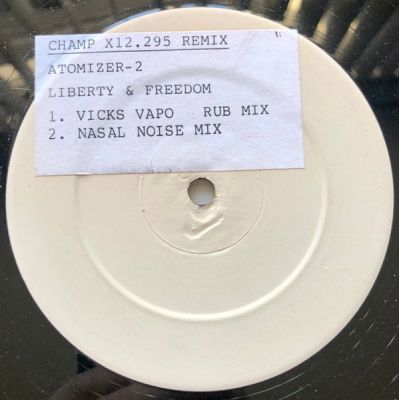 CHAMP X12.295 REMIX
ATOMIZER-2
LIBERTY & FREEDOM
1. VICKS VAPO RUB MIX
2. NASAL NOISE MIX